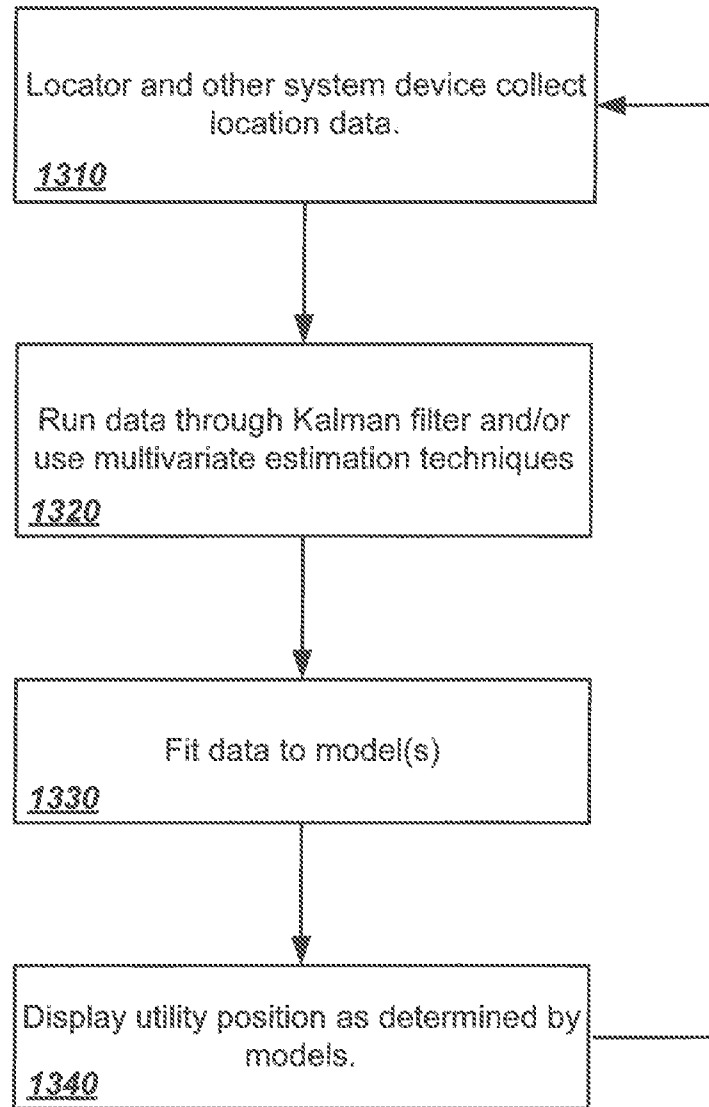 Locator and other system device collect
location data.
1310
Run data through Kalman filter and/or
use multivariate estimation techniques
1320
Fit data to model(s)
1330
Display utility position as determined by
models.
1340